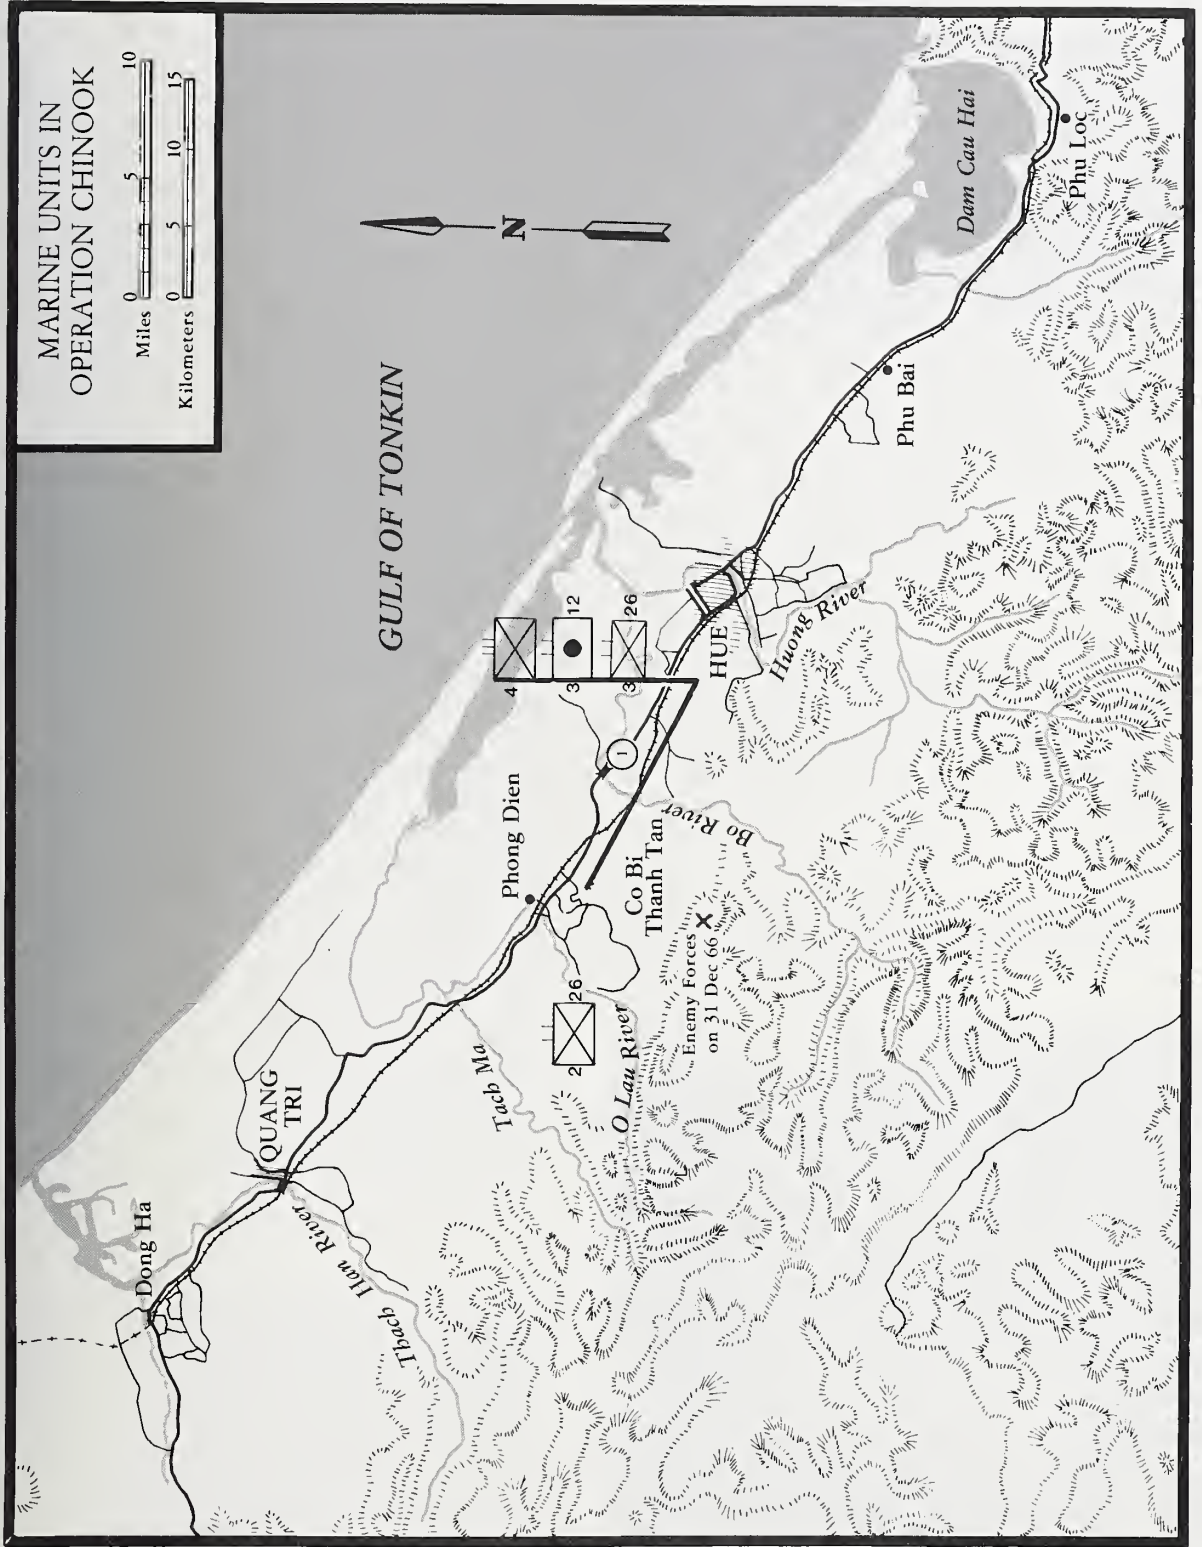 MARINE UNITS IN
OPERATION CHINOOK
Miles 0 5 10
Kilometers 0 5 10 15
N
GULF OF TONKIN
Dong Ha
QUANG
TRI
Thach Han River
Tach Ma
O Lau River
Phong Dien
2 26
Enemy Forces
on 31 Dec 66
X
Co Bi
Thanh Tan
Bo River
1
4
3 12
3 26
HUE
Huong River
Phu Bai
Dam Cau Hai
Phu Loc